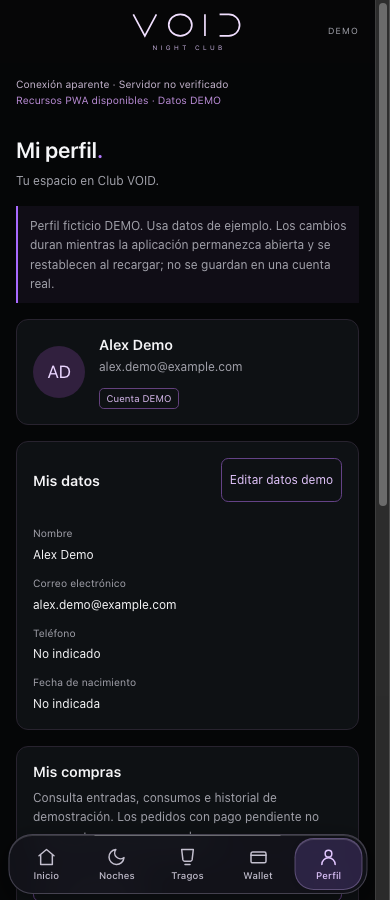 VOID
NIGHT CLUB
DEMO
Conexión aparente · Servidor no verificado
Recursos PWA disponibles · Datos DEMO
Mi perfil.
Tu espacio en Club VOID.
Perfil ficticio DEMO. Usa datos de ejemplo. Los cambios
duran mientras la aplicación permanezca abierta y se
restablecen al recargar; no se guardan en una cuenta
real.
AD
Alex Demo
alex.demo@example.com
Cuenta DEMO
Mis datos
Editar datos demo
Nombre
Alex Demo
Correo electrónico
alex.demo@example.com
Teléfono
No indicado
Fecha de nacimiento
No indicada
Mis compras
Consulta entradas, consumos e historial de
demostración. Los pedidos con pago pendiente no
Inicio
Noches
Tragos
Wallet
Perfil